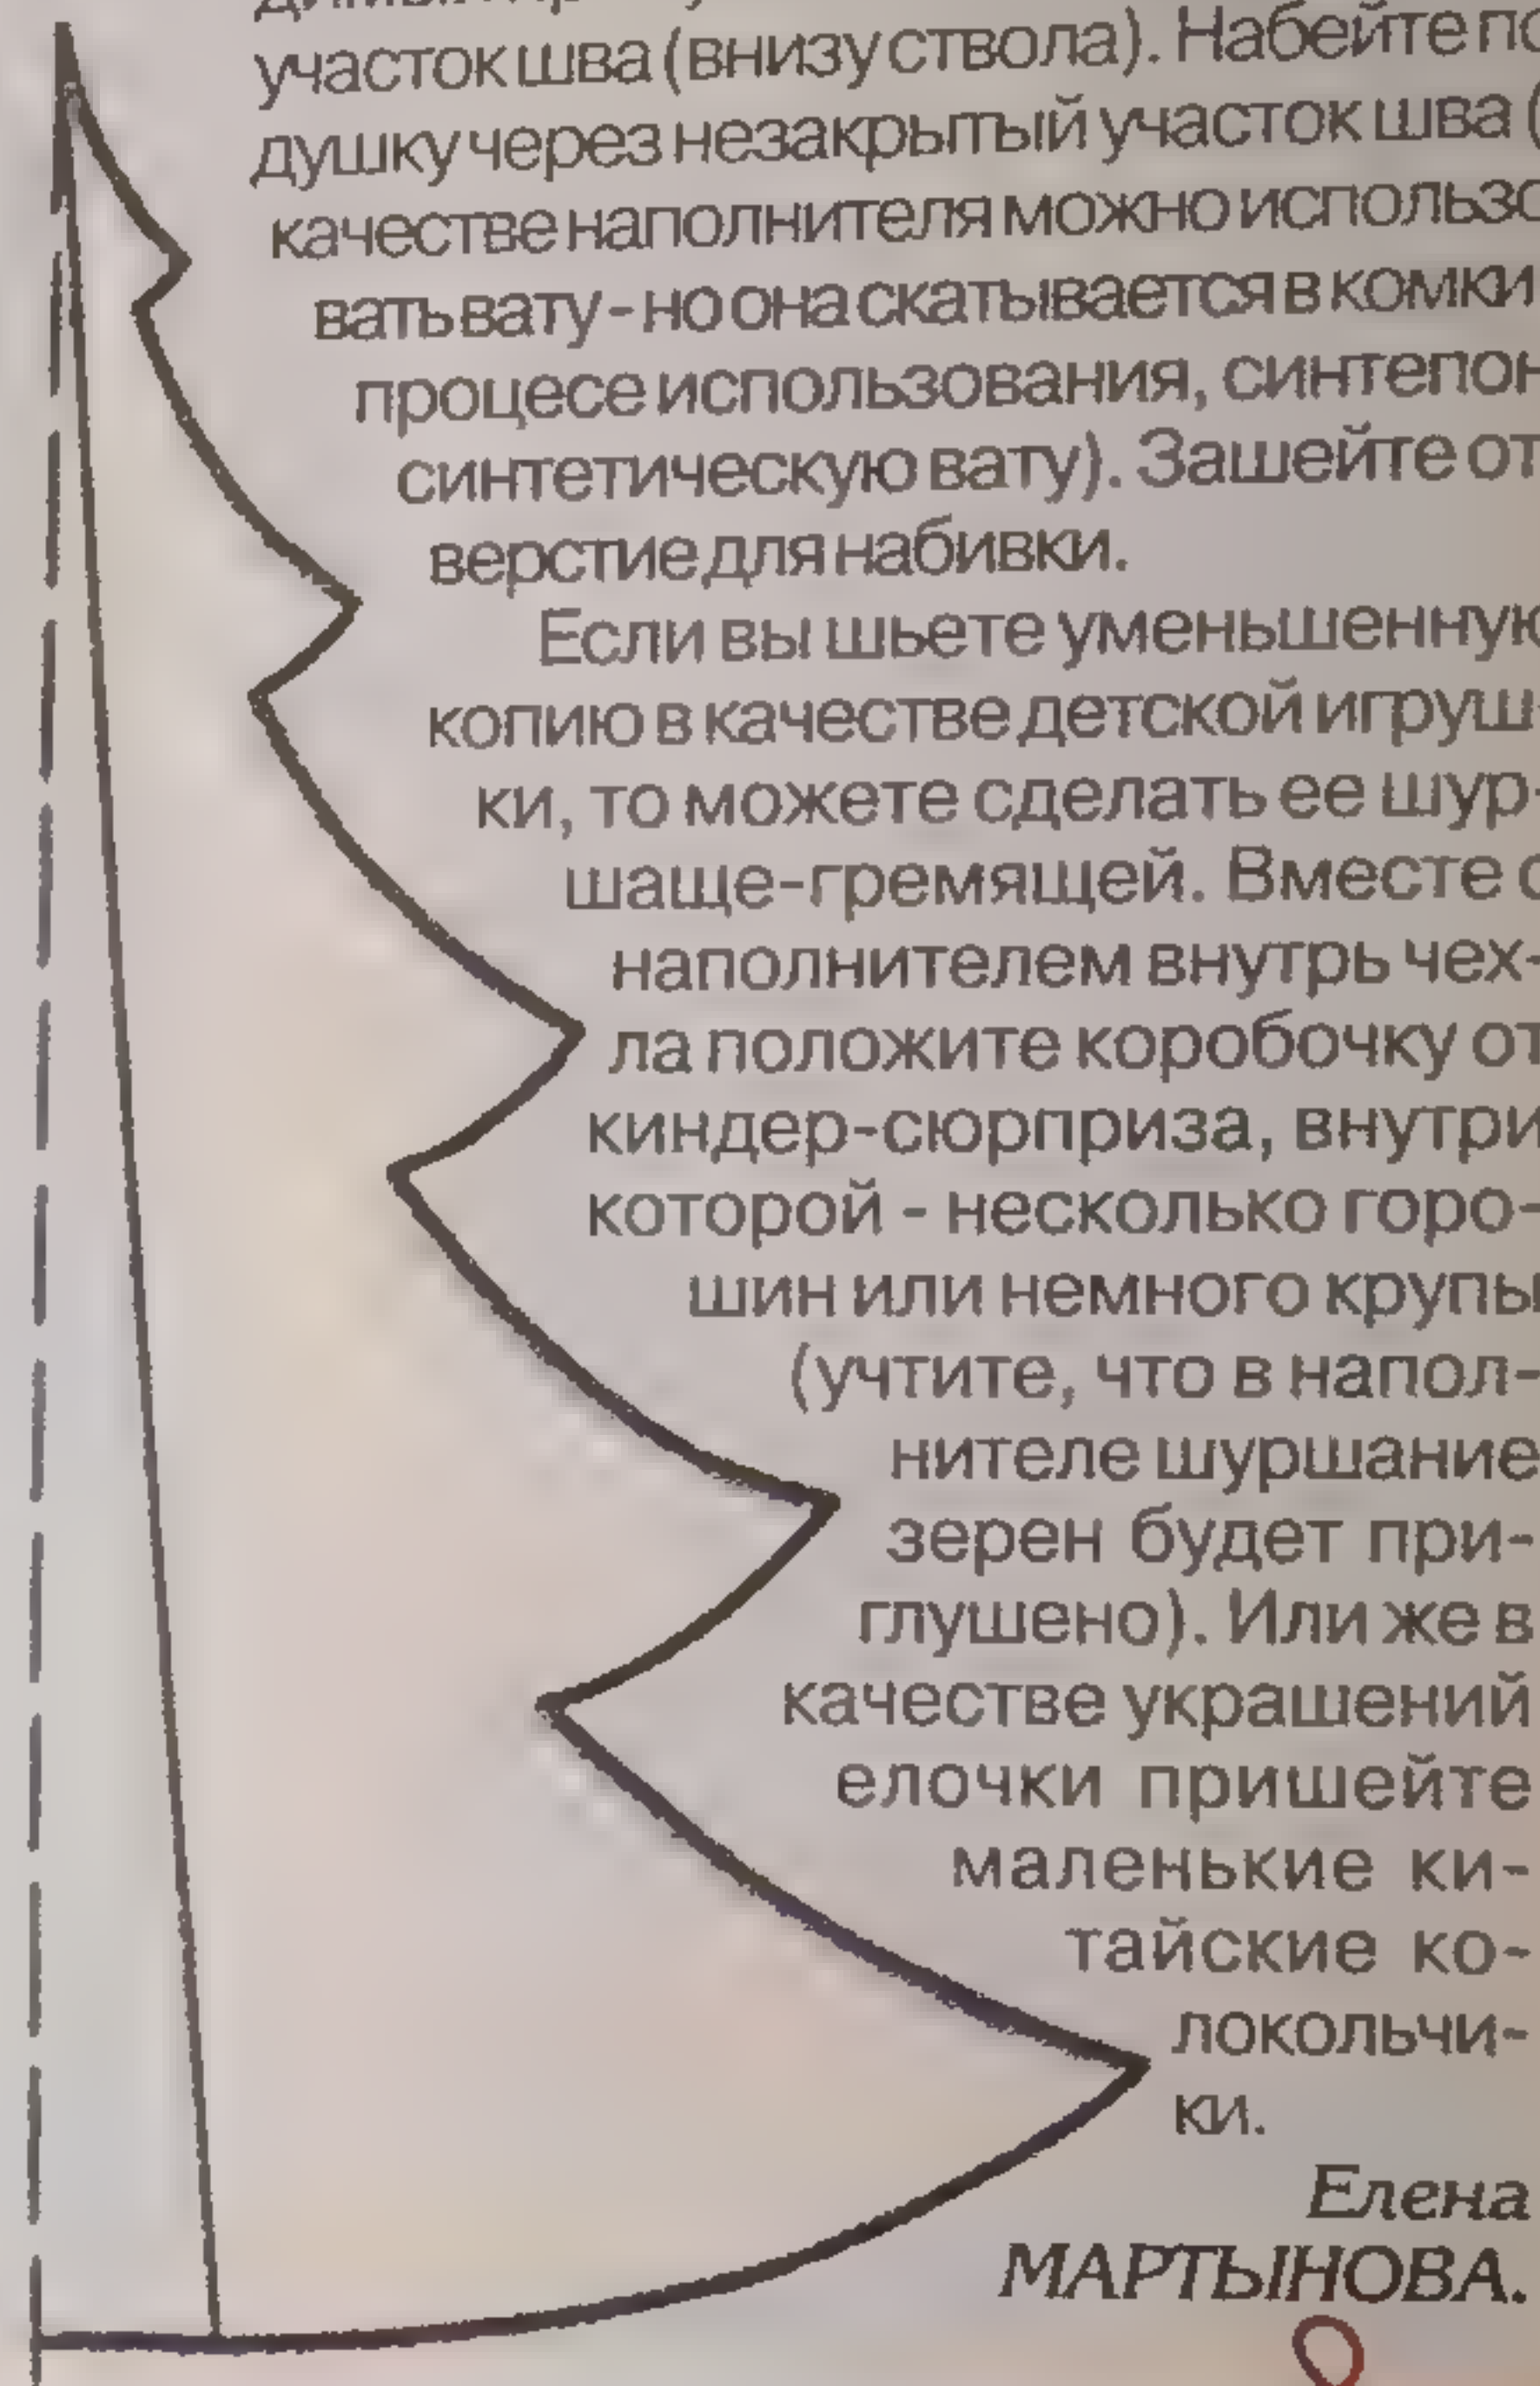 участок шва (внизу ствола). Набейте по
душку через незакрытый участок шва (
качестве наполнителя можно использо
вать вату - но она скатывается в комки
процесе использования, синтепон
синтетическую вату). Зашейте от
верстие для набивки.
Если вы шьете уменьшенную
копию в качестве детской игруш-
ки, то можете сделать ее шур-
шаще-гремящей. Вместе с
наполнителем внутрь чех-
ла положите коробочку от
киндер-сюрприза, внутри
которой - несколько горо-
шин или немного крупы
(учтите, что в напол-
нителе шуршание
зерен будет при-
глушено). Или же в
качестве украшений
елочки пришейте
маленькие ки-
тайские ко-
локольчи-
ки.
Елена
МАРТЫНОВА.